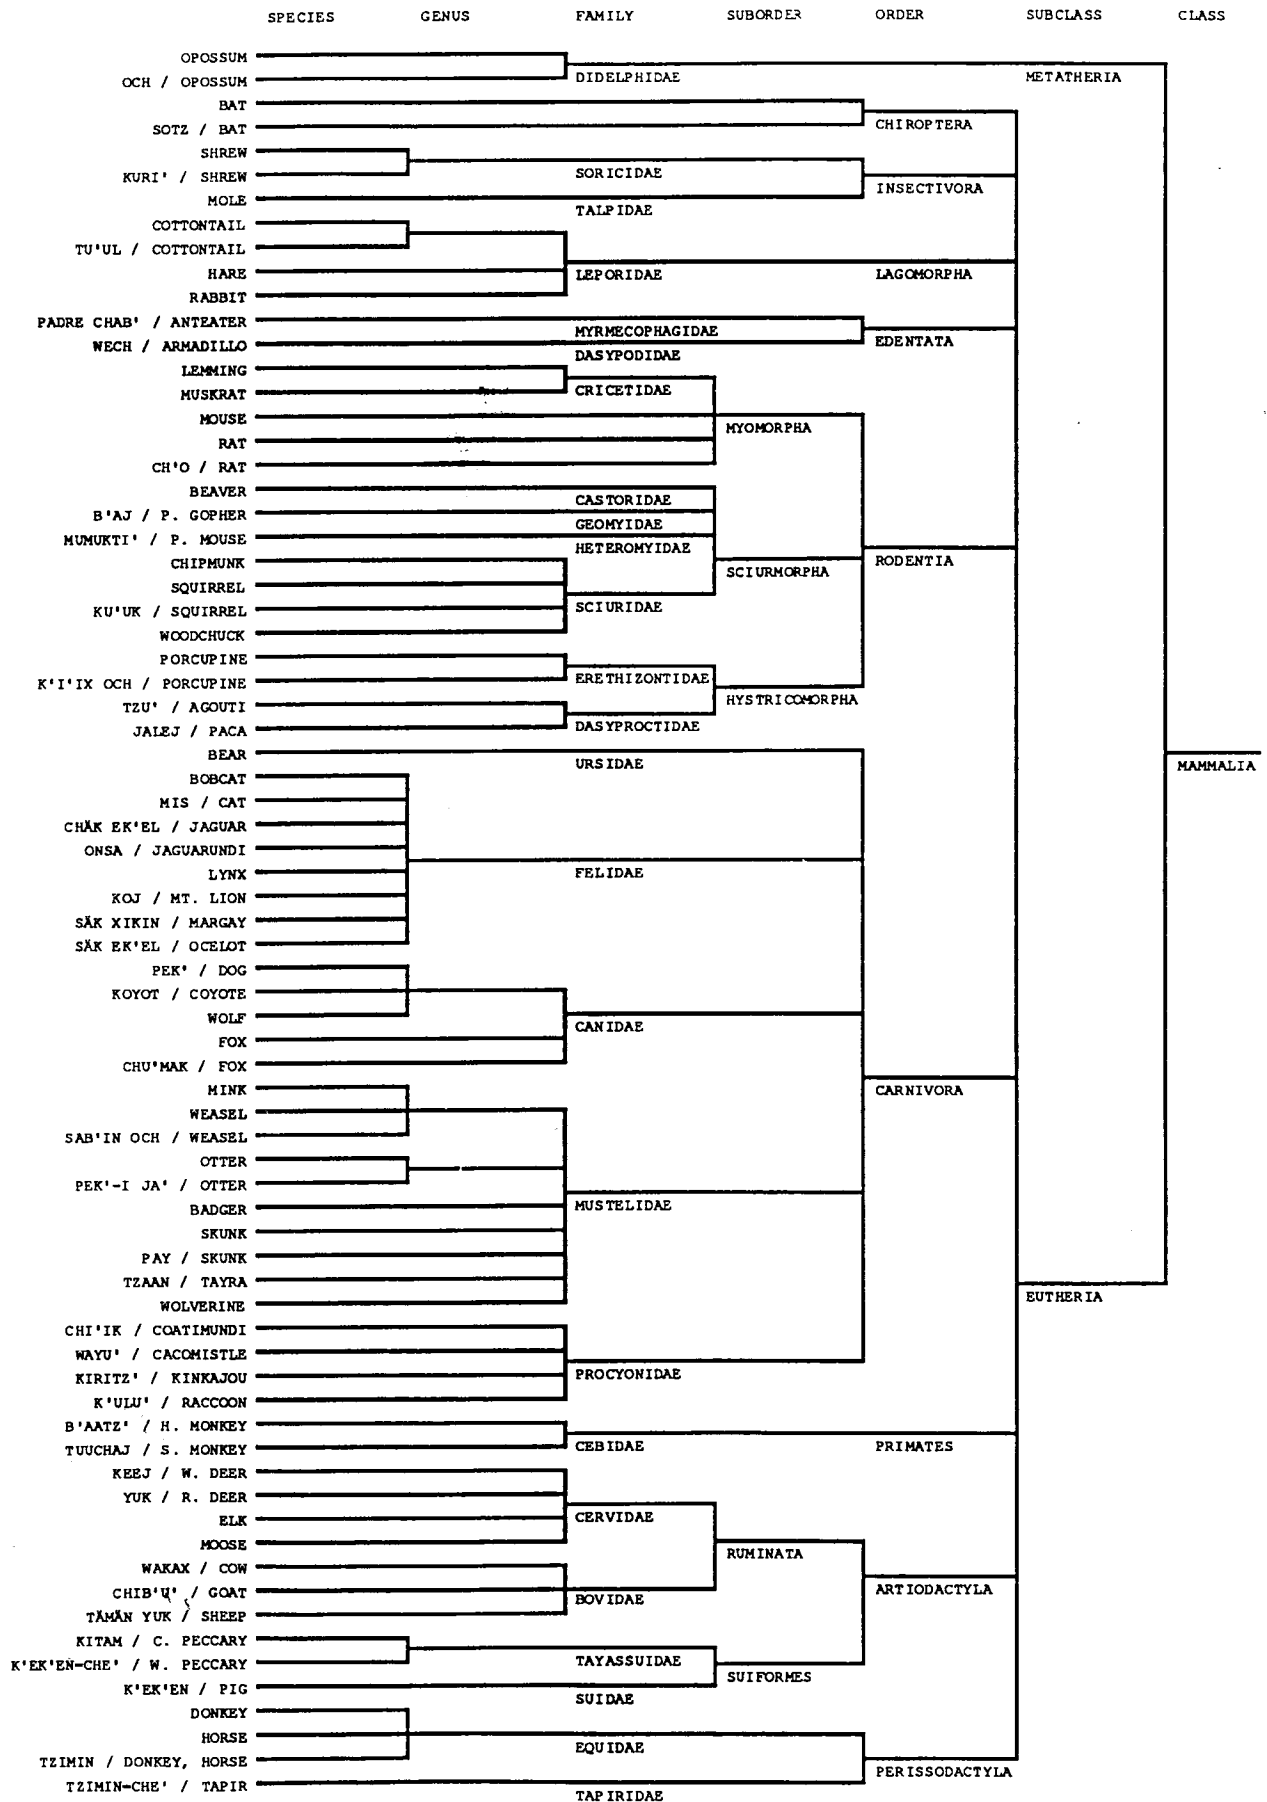 SPECIES GENUS FAMILY SUBORDER ORDER SUBCLASS CLASS
OPOSSUM
DIDELPHIDAE METATHERIA
OCH / OPOSSUM
BAT
CHIROPTERA
SOTZ / BAT
SHREW
SORICIDAE
KURI' / SHREW
INSECTIVORA
MOLE
TALPIDAE
COTTONTAIL
TU'UL / COTTONTAIL
HARE
LEPORIDAE LAGOMORPHA
RABBIT
PADRE CHAB' / ANTEATER
MYRMECOPHAGIDAE
EDENTATA
WECH / ARMADILLO
DASYPODIDAE
LEMMING
CRICETIDAE
MUSKRAT
MOUSE
MYOMORPHA
RAT
CH'O / RAT
BEAVER
CASTORIDAE
B'AJ / P. GOPHER
GEOMYIDAE
MUMUKTI' / P. MOUSE
HETEROMYIDAE
CHIPMUNK
RODENTIA
SCIURMORPHA
SQUIRREL
KU'UK / SQUIRREL
SCIURIDAE
WOODCHUCK
PORCUPINE
ERETHIZONTIDAE
K'I'IX OCH / PORCUPINE
HYSTRICOMORPHA
TZU' / AGOUTI
DASYPROCTIDAE
JALEJ / PACA
BEAR
URSIDAE
MAMMALIA
BOBCAT
MIS / CAT
CHÄK EK'EL / JAGUAR
ONSA / JAGUARUNDI
LYNX
FELIDAE
KOJ / MT. LION
SÄK XIKIN / MARGAY
SÄK EK'EL / OCELOT
PEK' / DOG
KOYOT / COYOTE
WOLF
CANIDAE
FOX
CHU'MAK / FOX
MINK
CARNIVORA
WEASEL
SAB'IN OCH / WEASEL
OTTER
PEK'-I JA' / OTTER
BADGER
MUSTELIDAE
SKUNK
PAY / SKUNK
TZAAN / TAYRA
WOLVERINE
EUTHERIA
CHI'IK / COATIMUNDI
WAYU' / CACOMISTLE
KIRITZ' / KINKAJOU
PROCYONIDAE
K'ULU' / RACCOON
B'AATZ' / H. MONKEY
TUUCHAJ / S. MONKEY
CEBIDAE PRIMATES
KEEJ / W. DEER
YUK / R. DEER
ELK
CERVIDAE
MOOSE
RUMINATA
WAKAX / COW
CHIB'U' / GOAT
BOVIDAE ARTIODACTYLA
TÄMÄN YUK / SHEEP
KITAM / C. PECCARY
K'EK'EN-CHE' / W. PECCARY
TAYASSUIDAE
SUIFORMES
K'EK'EN / PIG
SUIDAE
DONKEY
HORSE
EQUIDAE
TZIMIN / DONKEY, HORSE
PERISSODACTYLA
TZIMIN-CHE' / TAPIR
TAPIRIDAE